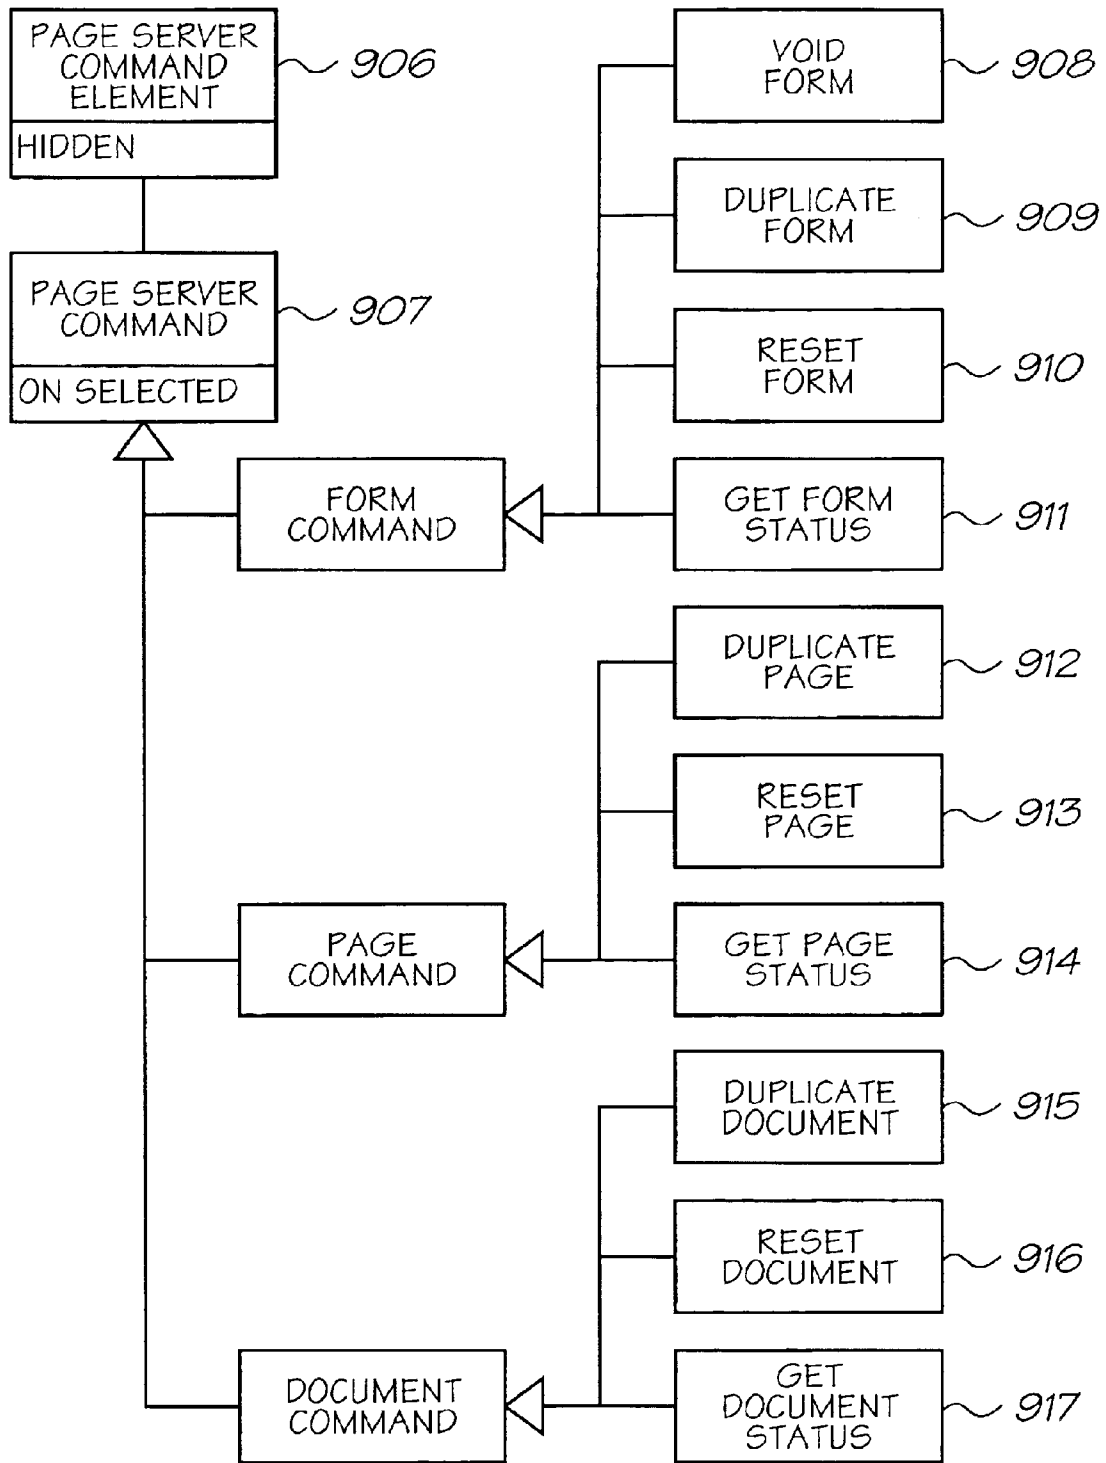 PAGE SERVER
COMMAND
ELEMENT
906
HIDDEN
PAGE SERVER
COMMAND
907
ON SELECTED
FORM
COMMAND
VOID
FORM
908
DUPLICATE
FORM
909
RESET
FORM
910
GET FORM
STATUS
911
PAGE
COMMAND
DUPLICATE
PAGE
912
RESET
PAGE
913
GET PAGE
STATUS
914
DOCUMENT
COMMAND
DUPLICATE
DOCUMENT
915
RESET
DOCUMENT
916
GET
DOCUMENT
STATUS
917